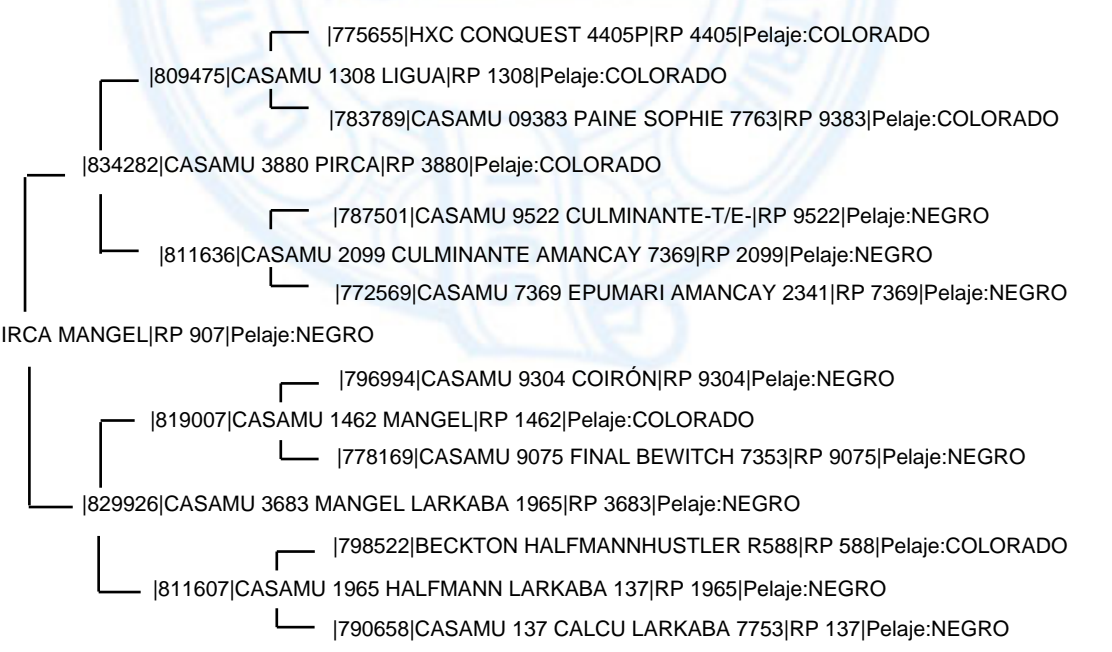 |775655|HXC CONQUEST 4405P|RP 4405|Pelaje:COLORADO
|809475|CASAMU 1308 LIGUA|RP 1308|Pelaje:COLORADO
|783789|CASAMU 09383 PAINE SOPHIE 7763|RP 9383|Pelaje:COLORADO
|834282|CASAMU 3880 PIRCA|RP 3880|Pelaje:COLORADO
|787501|CASAMU 9522 CULMINANTE-T/E-|RP 9522|Pelaje:NEGRO
|811636|CASAMU 2099 CULMINANTE AMANCAY 7369|RP 2099|Pelaje:NEGRO
|772569|CASAMU 7369 EPUMARI AMANCAY 2341|RP 7369|Pelaje:NEGRO
IRCA MANGEL|RP 907|Pelaje:NEGRO
|796994|CASAMU 9304 COIRÓN|RP 9304|Pelaje:NEGRO
|819007|CASAMU 1462 MANGEL|RP 1462|Pelaje:COLORADO
|778169|CASAMU 9075 FINAL BEWITCH 7353|RP 9075|Pelaje:NEGRO
|829926|CASAMU 3683 MANGEL LARKABA 1965|RP 3683|Pelaje:NEGRO
|798522|BECKTON HALFMANNHUSTLER R588|RP 588|Pelaje:COLORADO
|811607|CASAMU 1965 HALFMANN LARKABA 137|RP 1965|Pelaje:NEGRO
|790658|CASAMU 137 CALCU LARKABA 7753|RP 137|Pelaje:NEGRO